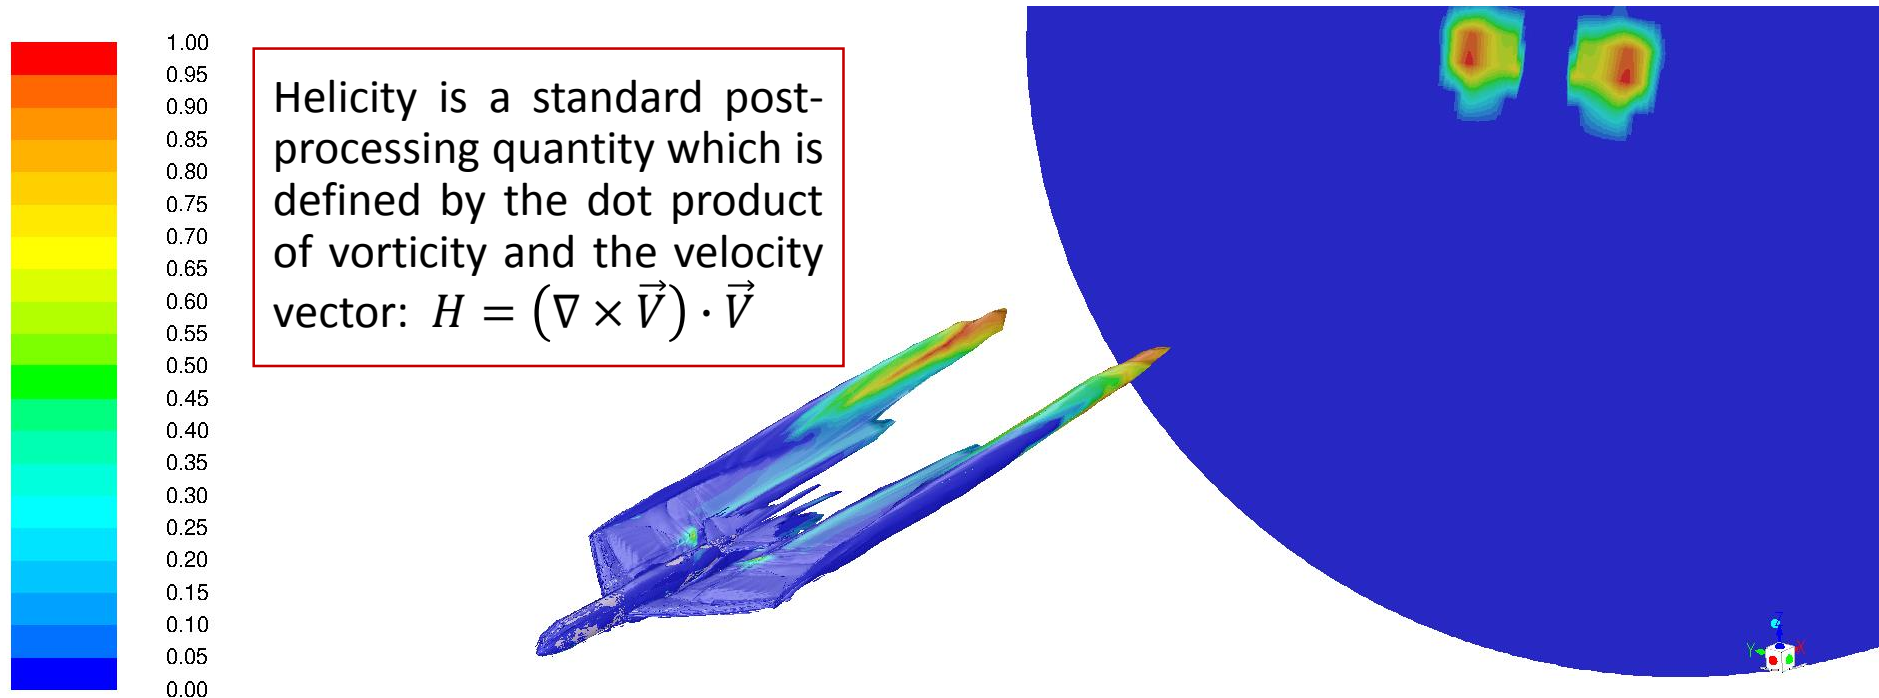 1.00
0.95
0.90
0.85
0.80
0.75
0.70
0.65
0.60
0.55
0.50
0.45
0.40
0.35
0.30
0.25
0.20
0.15
0.10
0.05
0.00
Helicity is a standard post-
processing quantity which is
defined by the dot product
of vorticity and the velocity
vector: H = (∇ × V⃗) · V⃗
Z
Y
X